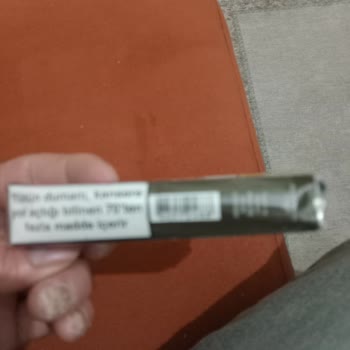 Tütün dumanı, kansere
yol açtığı bilinen 70'ten
fazla madde içerir.